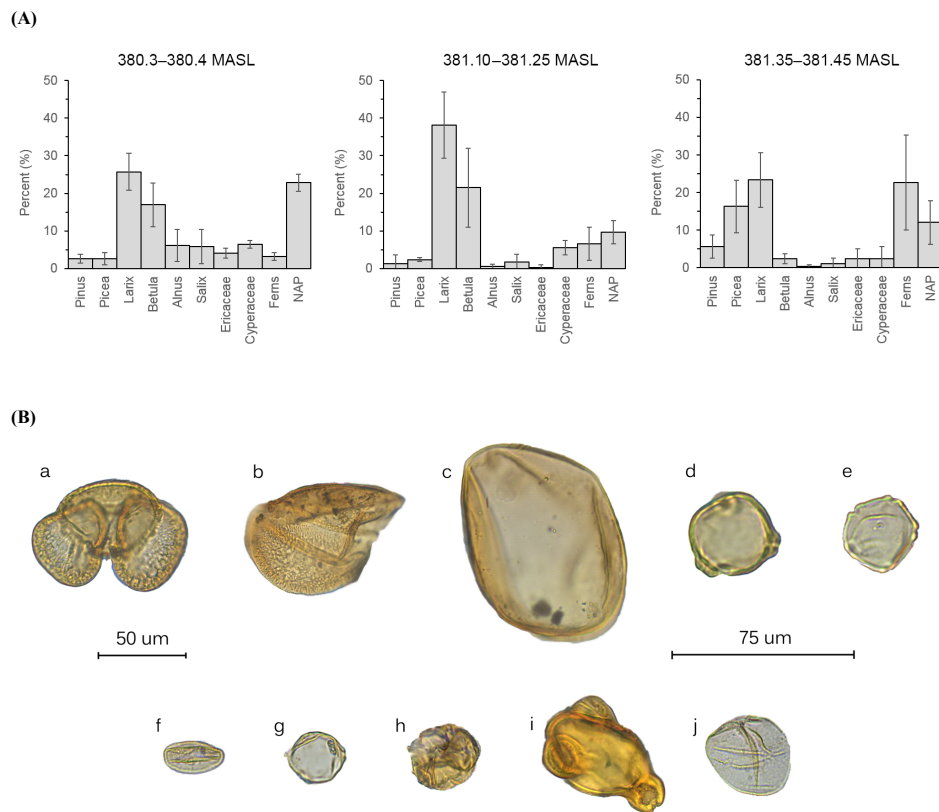 (A)
380.3–380.4 MASL
50
40
30
20
10
0
Percent (%)
Pinus
Picea
Larix
Betula
Alnus
Salix
Ericaceae
Cyperaceae
Ferns
NAP
381.10–381.25 MASL
50
40
30
20
10
0
Percent (%)
Pinus
Picea
Larix
Betula
Alnus
Salix
Ericaceae
Cyperaceae
Ferns
NAP
381.35–381.45 MASL
50
40
30
20
10
0
Percent (%)
Pinus
Picea
Larix
Betula
Alnus
Salix
Ericaceae
Cyperaceae
Ferns
NAP
(B)
a b c d e
50 um
75 um
f g h i j